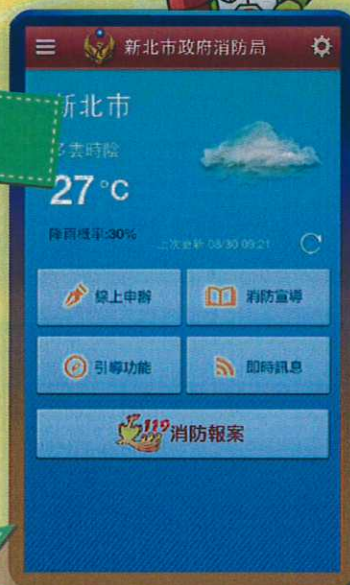 新北市政府消防局
新北市
多雲時陰
27°C
降雨機率:30%
上次更新 08/30 09:21
線上申辦
消防宣導
引導功能
即時訊息
119 消防報案